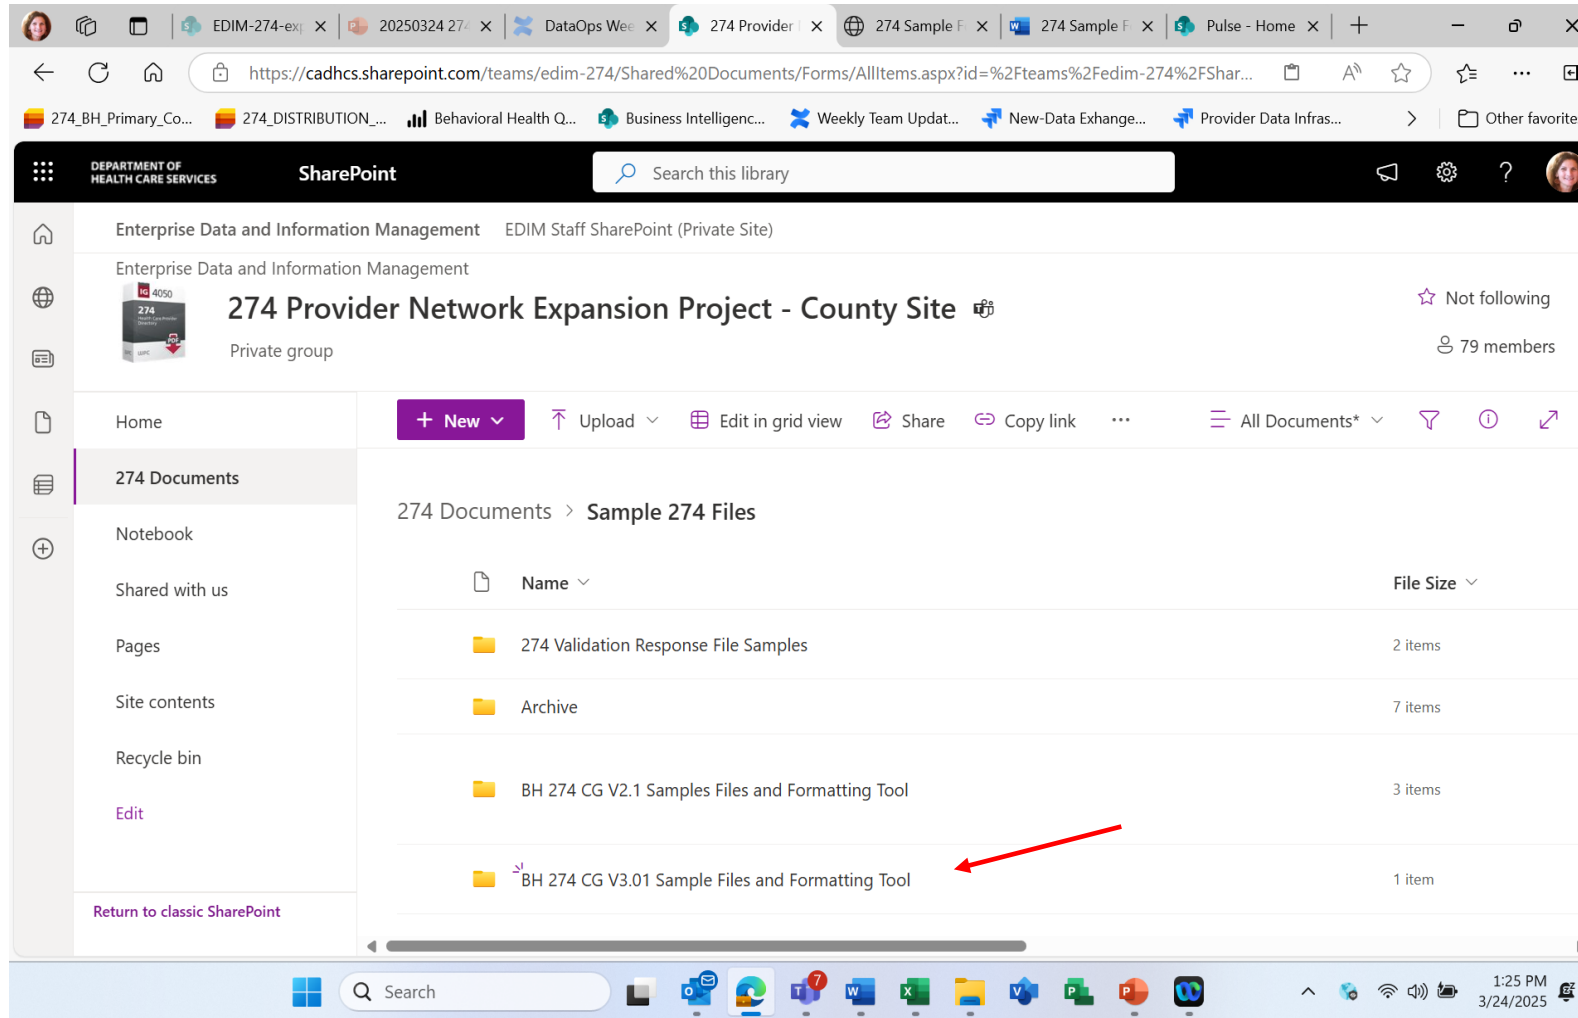 EDIM-274-exp
20250324 274
DataOps Wee
274 Provider
274 Sample F
274 Sample F
Pulse - Home
https://cadhcs.sharepoint.com/teams/edim-274/Shared%20Documents/Forms/AllItems.aspx?id=%2Fteams%2Fedim-274%2FShar...
274_BH_Primary_Co...
274_DISTRIBUTION_...
Behavioral Health Q...
Business Intelligenc...
Weekly Team Updat...
New-Data Exhange...
Provider Data Infras...
Other favorite
DEPARTMENT OF
HEALTH CARE SERVICES
SharePoint
Search this library
Enterprise Data and Information Management
EDIM Staff SharePoint (Private Site)
Enterprise Data and Information Management
IG 4050
274
PDF
274 Provider Network Expansion Project - County Site
Private group
Not following
79 members
Home
274 Documents
Notebook
Shared with us
Pages
Site contents
Recycle bin
Edit
Return to classic SharePoint
+ New
Upload
Edit in grid view
Share
Copy link
...
All Documents*
274 Documents > Sample 274 Files
Name
File Size
274 Validation Response File Samples
2 items
Archive
7 items
BH 274 CG V2.1 Samples Files and Formatting Tool
3 items
BH 274 CG V3.01 Sample Files and Formatting Tool
1 item
Search
7
1:25 PM
3/24/2025